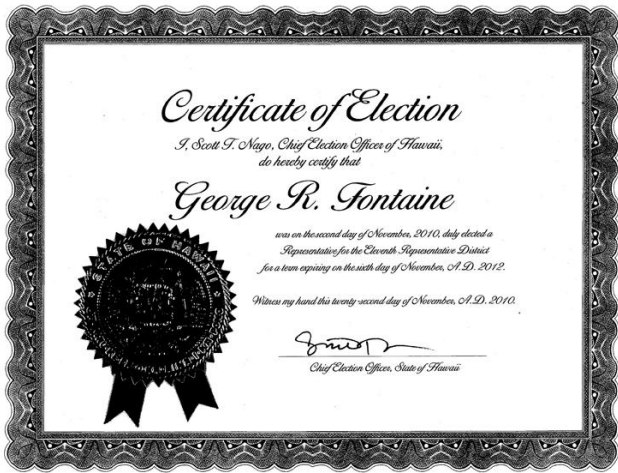 Certificate of Election
I, Scott T. Nago, Chief Election Officer of Hawaii,
do hereby certify that
George R. Fontaine
was on the second day of November, 2010, duly elected a
Representative for the Eleventh Representative District
for a term expiring on the sixth day of November, A.D. 2012.
Witness my hand this twenty-second day of November, A.D. 2010.
Chief Election Officer, State of Hawaii
STATE OF HAWAII